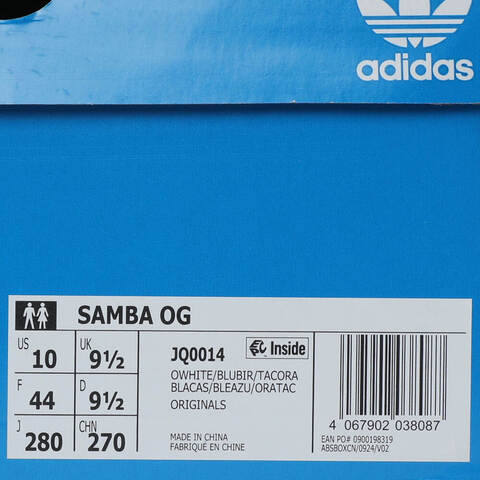 adidas
SAMBA OG
US 10 UK 9½
F 44 D 9½
J 280 CHN 270
JQ0014 Inside
OWHITE/BLUBIR/TACORA
BLACAS/BLEAZU/ORATAC
ORIGINALS
MADE IN CHINA
FABRIQUÉ EN CHINE
4 067902 038087
EAN PO# 0900198319
ABSBOXCN/0924/V02